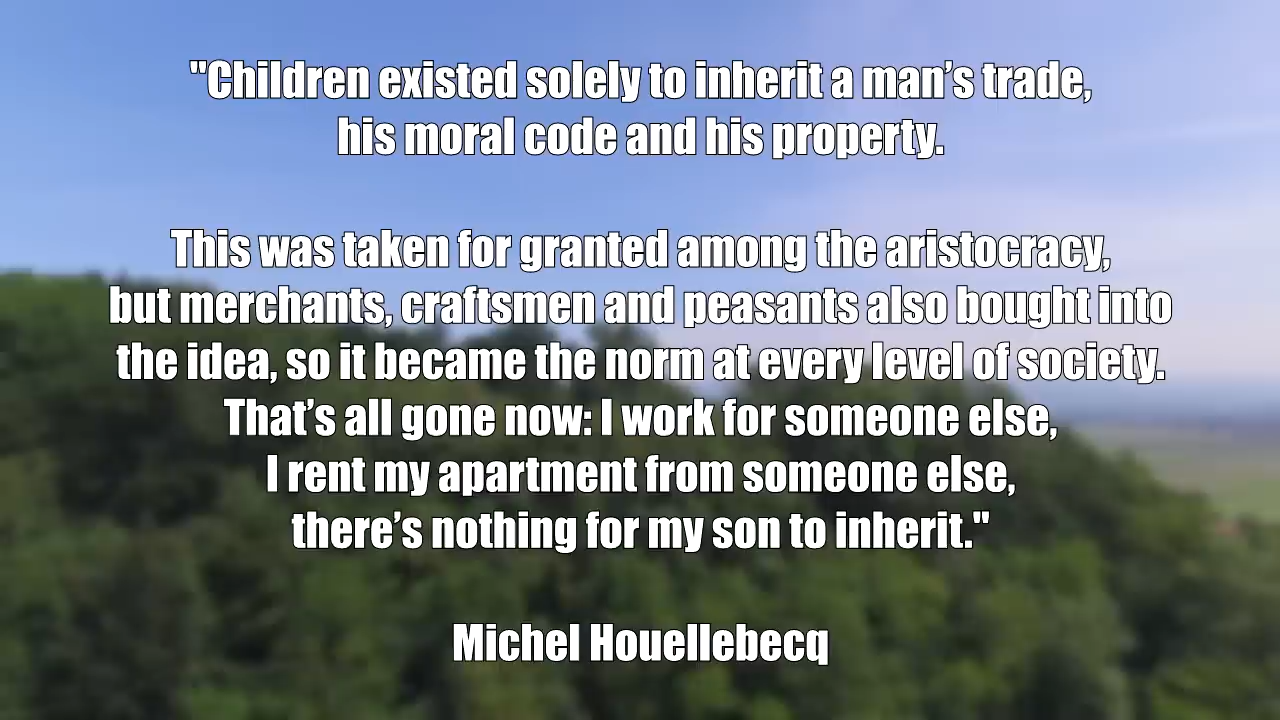 "Children existed solely to inherit a man’s trade,
his moral code and his property.
This was taken for granted among the aristocracy,
but merchants, craftsmen and peasants also bought into
the idea, so it became the norm at every level of society.
That’s all gone now: I work for someone else,
I rent my apartment from someone else,
there’s nothing for my son to inherit."
Michel Houellebecq